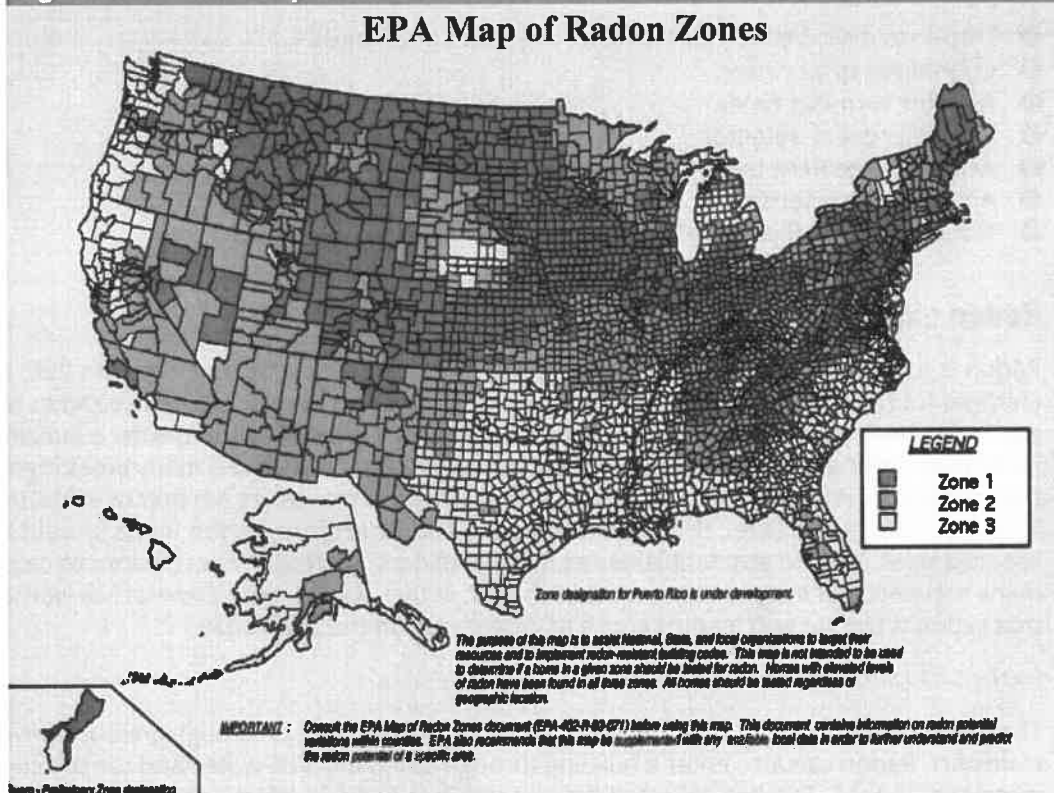 EPA Map of Radon Zones
LEGEND
Zone 1
Zone 2
Zone 3
Zone designation for Puerto Rico is under development.
The purpose of this map is to assist National, State, and local organizations to target their
resources and to implement radon-resistant building codes. This map is not intended to be used
to determine if a home in a given zone should be tested for radon. Homes with elevated levels
of radon have been found in all three zones. All homes should be tested regardless of
geographic location.
IMPORTANT : Consult the EPA Map of Radon Zones document before using this map. This document contains information on radon potential
variations within counties. EPA also recommends that this map be supplemented with any available local data in order to further understand and predict
the radon potential of a specific area.
Preliminary Zone designation